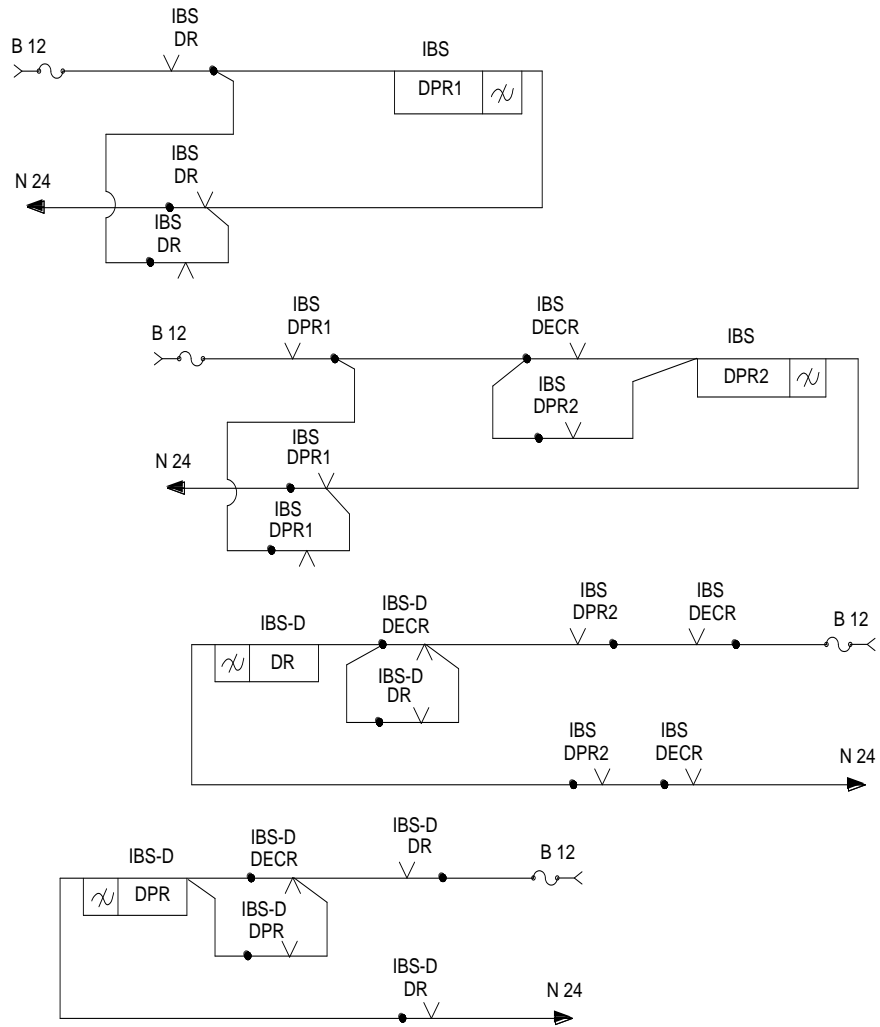 IBS
DR
B 12
IBS
DPR1
IBS
DR
N 24
IBS
DR
IBS
DPR1
B 12
IBS
DECR
IBS
DPR2
IBS
DPR2
IBS
DPR1
N 24
IBS
DPR1
IBS-D
DR
IBS-D
DECR
IBS
DPR2
IBS
DECR
B 12
IBS-D
DR
IBS
DPR2
IBS
DECR
N 24
IBS-D
DPR
IBS-D
DECR
IBS-D
DR
B 12
IBS-D
DPR
IBS-D
DR
N 24